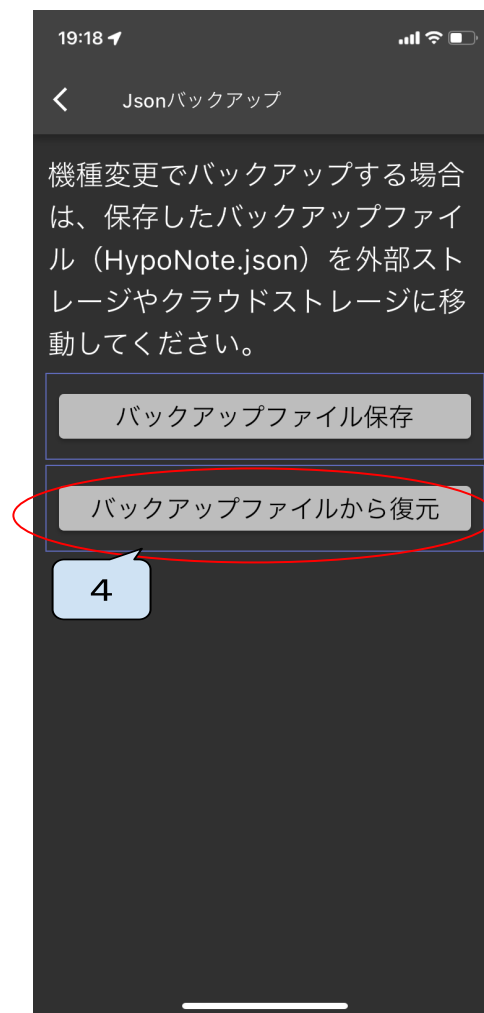 19:18
Jsonバックアップ
機種変更でバックアップする場合
は、保存したバックアップファイ
ル（HypoNote.json）を外部スト
レージやクラウドストレージに移
動してください。
バックアップファイル保存
バックアップファイルから復元
4